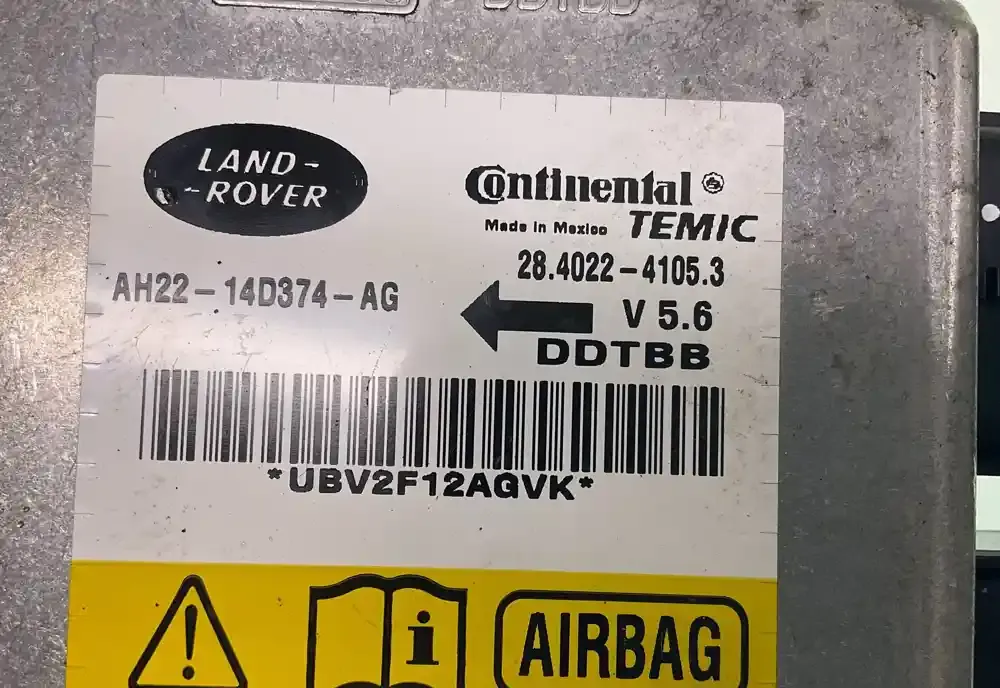 DDTBB
LAND-
-ROVER
Continental
Made in Mexico TEMIC
28.4022-4105.3
AH22-14D374-AG
V 5.6
DDTBB
*UBV2F12AGVK*
i
AIRBAG